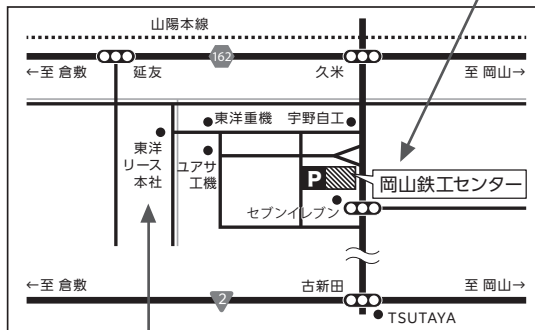 山陽本線
162
←至 倉敷
延友
久米
至 岡山→
東洋重機
宇野自工
東洋
リース
本社
ユアサ
工機
P
岡山鉄工センター
セブンイレブン
←至 倉敷
2
古新田
至 岡山→
TSUTAYA